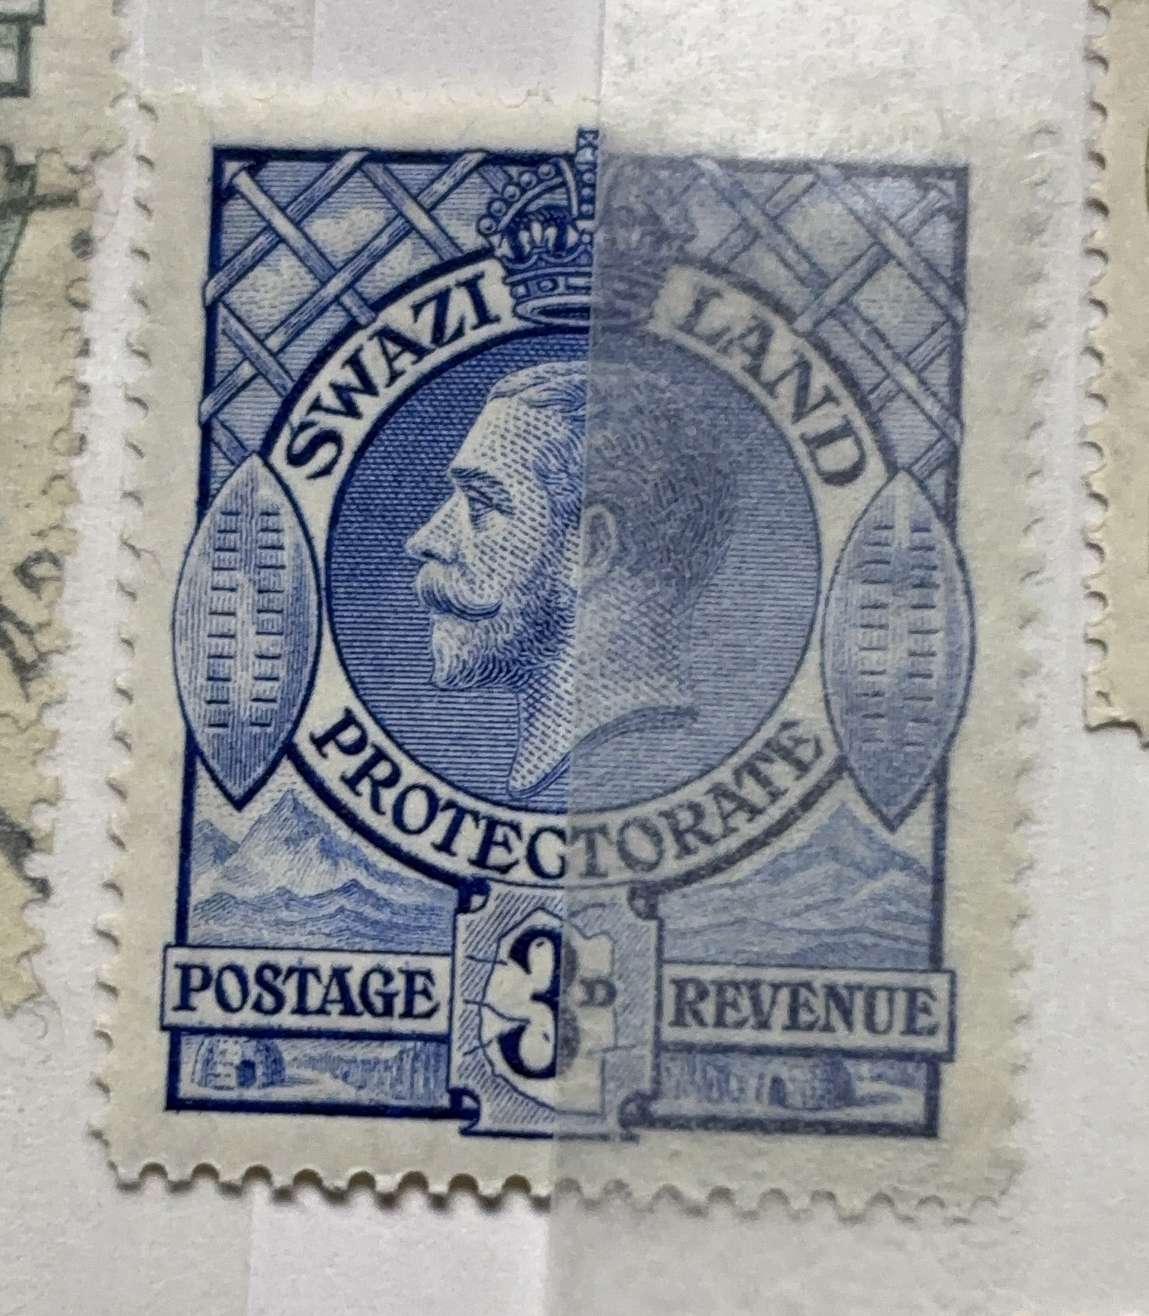 SWAZI LAND
PROTECTORATE
POSTAGE 3D REVENUE